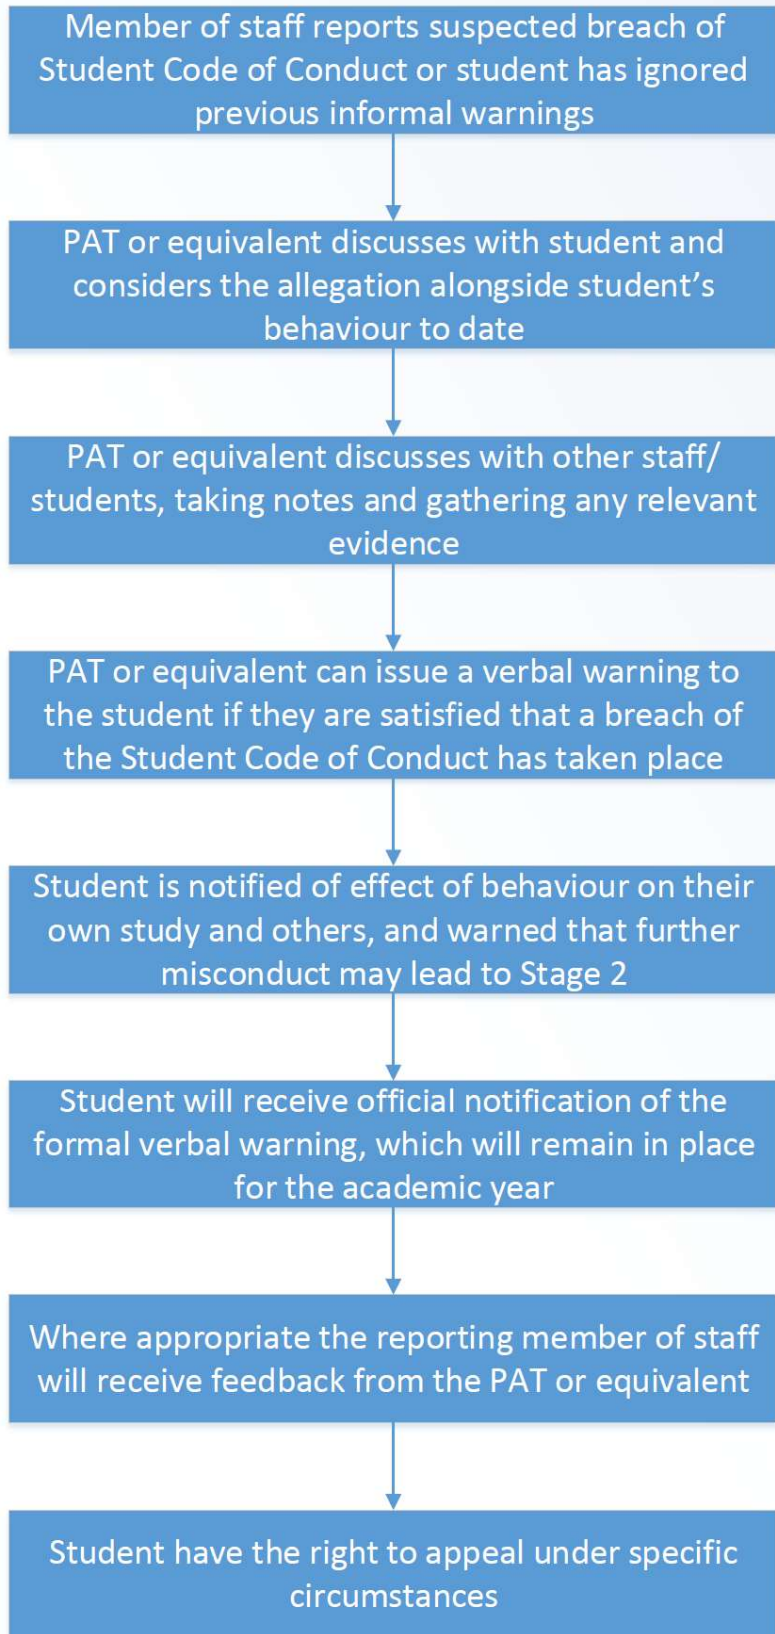 Member of staff reports suspected breach of
Student Code of Conduct or student has ignored
previous informal warnings
PAT or equivalent discusses with student and
considers the allegation alongside student’s
behaviour to date
PAT or equivalent discusses with other staff/
students, taking notes and gathering any relevant
evidence
PAT or equivalent can issue a verbal warning to
the student if they are satisfied that a breach of
the Student Code of Conduct has taken place
Student is notified of effect of behaviour on their
own study and others, and warned that further
misconduct may lead to Stage 2
Student will receive official notification of the
formal verbal warning, which will remain in place
for the academic year
Where appropriate the reporting member of staff
will receive feedback from the PAT or equivalent
Student have the right to appeal under specific
circumstances